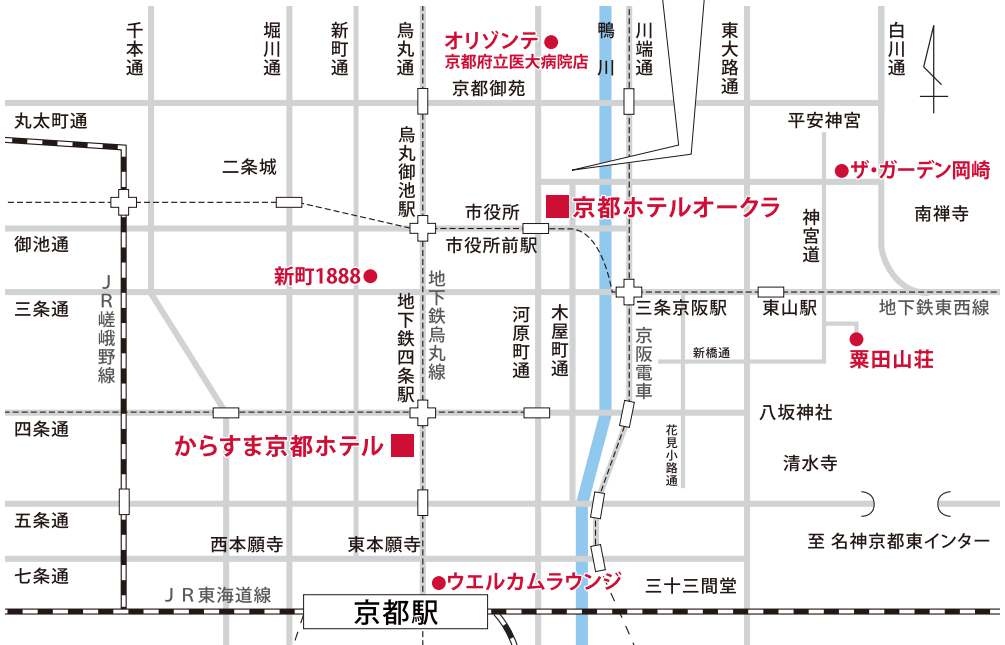 千本通
堀川通
新町通
烏丸通
オリゾンテ
京都府立医大病院店
鴨川
川端通
東大路通
白川通
京都御苑
丸太町通
平安神宮
烏丸御池駅
二条城
ザ・ガーデン岡崎
市役所
京都ホテルオークラ
神宮道
南禅寺
御池通
市役所前駅
新町1888
地下鉄烏丸線
JR嵯峨野線
三条通
地下鉄四条駅
河原町通
木屋町通
三条京阪駅
東山駅
地下鉄東西線
京阪電車
新橋通
粟田山荘
四条通
八坂神社
からすま京都ホテル
花見小路通
清水寺
五条通
西本願寺
東本願寺
至 名神京都東インター
七条通
ウエルカムラウンジ
三十三間堂
JR東海道線
京都駅